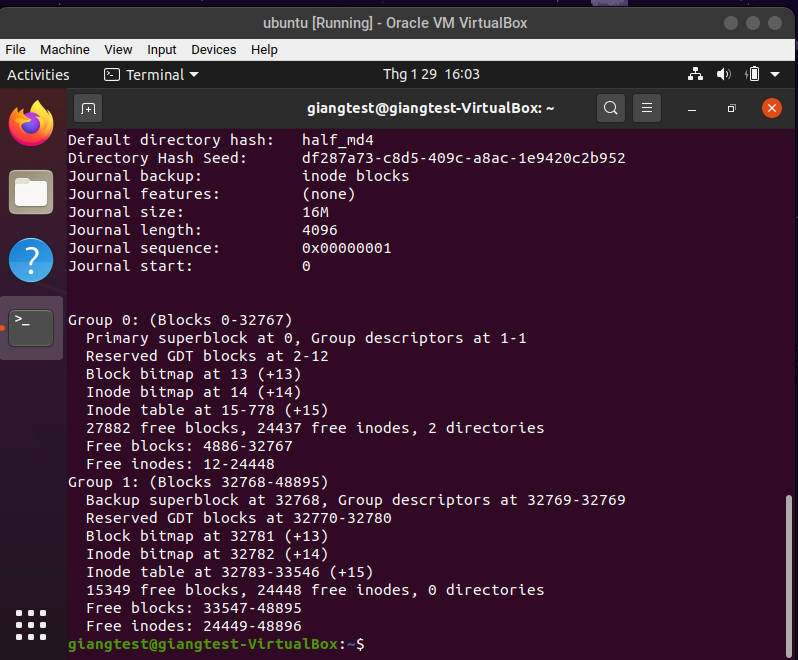 ubuntu [Running] - Oracle VM VirtualBox
File Machine View Input Devices Help
Activities Terminal Thg 1 29 16:03
giangtest@giangtest-VirtualBox: ~
Default directory hash: half_md4
Directory Hash Seed: df287a73-c8d5-409c-a8ac-1e9420c2b952
Journal backup: inode blocks
Journal features: (none)
Journal size: 16M
Journal length: 4096
Journal sequence: 0x00000001
Journal start: 0
Group 0: (Blocks 0-32767)
Primary superblock at 0, Group descriptors at 1-1
Reserved GDT blocks at 2-12
Block bitmap at 13 (+13)
Inode bitmap at 14 (+14)
Inode table at 15-778 (+15)
27882 free blocks, 24437 free inodes, 2 directories
Free blocks: 4886-32767
Free inodes: 12-24448
Group 1: (Blocks 32768-48895)
Backup superblock at 32768, Group descriptors at 32769-32769
Reserved GDT blocks at 32770-32780
Block bitmap at 32781 (+13)
Inode bitmap at 32782 (+14)
Inode table at 32783-33546 (+15)
15349 free blocks, 24448 free inodes, 0 directories
Free blocks: 33547-48895
Free inodes: 24449-48896
giangtest@giangtest-VirtualBox:~$